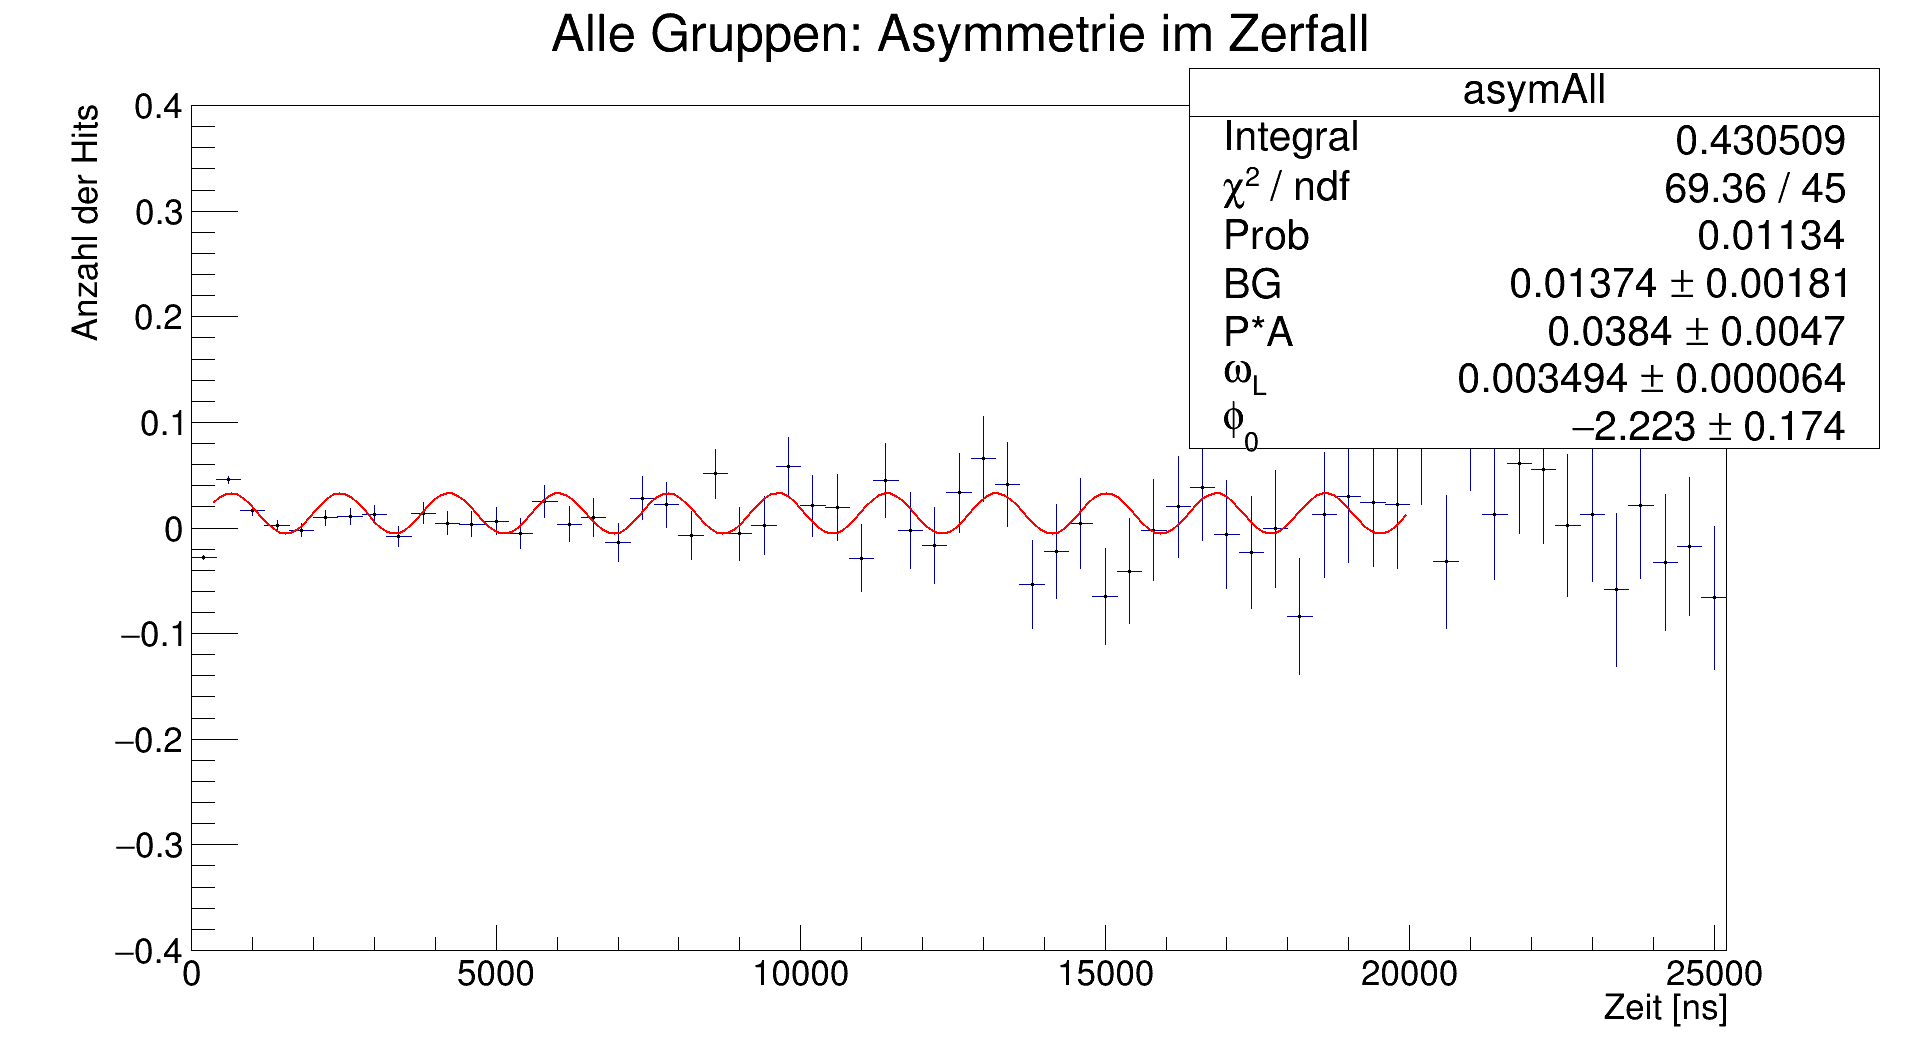 Alle Gruppen: Asymmetrie im Zerfall
asymAll
Integral 0.430509
χ² / ndf 69.36 / 45
Prob 0.01134
BG 0.01374 ± 0.00181
P*A 0.0384 ± 0.0047
ω_L 0.003494 ± 0.000064
ϕ_0 −2.223 ± 0.174
Anzahl der Hits
0.4
0.3
0.2
0.1
0
−0.1
−0.2
−0.3
−0.4
0 5000 10000 15000 20000 25000
Zeit [ns]